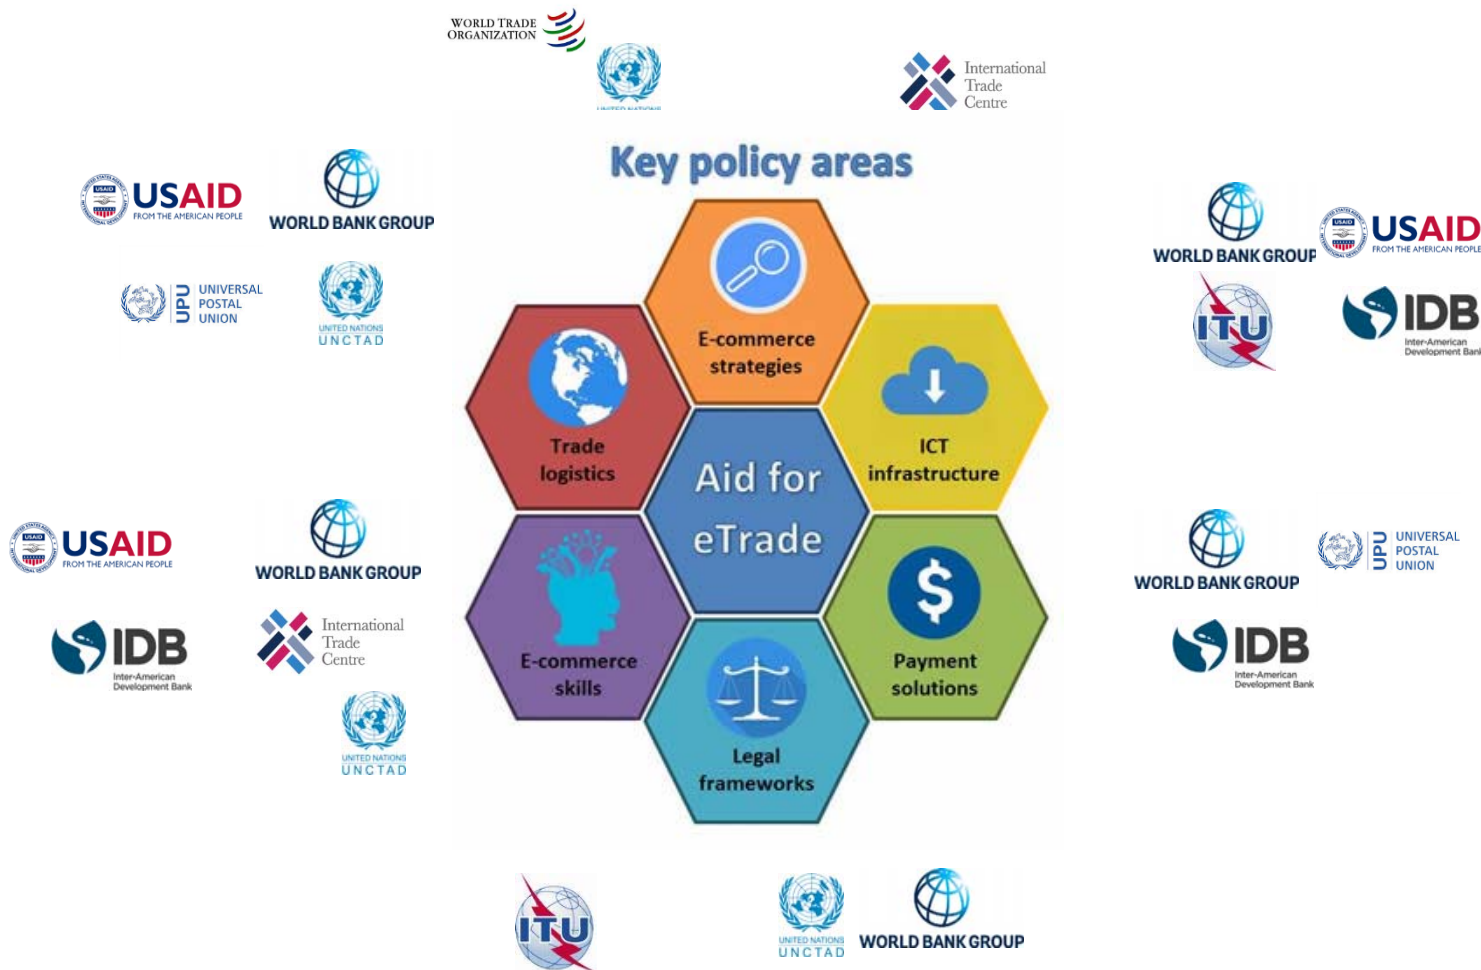 WORLD TRADE
ORGANIZATION
UNITED NATIONS
International
Trade
Centre
Key policy areas
USAID
FROM THE AMERICAN PEOPLE
WORLD BANK GROUP
UPU
UNIVERSAL
POSTAL
UNION
UNITED NATIONS
UNCTAD
WORLD BANK GROUP
USAID
FROM THE AMERICAN PEOPLE
ITU
IDB
Inter-American
Development Bank
E-commerce
strategies
Trade
logistics
ICT
infrastructure
Aid for
eTrade
E-commerce
skills
Payment
solutions
Legal
frameworks
USAID
FROM THE AMERICAN PEOPLE
WORLD BANK GROUP
IDB
Inter-American
Development Bank
International
Trade
Centre
UNITED NATIONS
UNCTAD
WORLD BANK GROUP
UPU
UNIVERSAL
POSTAL
UNION
IDB
Inter-American
Development Bank
ITU
UNITED NATIONS
UNCTAD
WORLD BANK GROUP